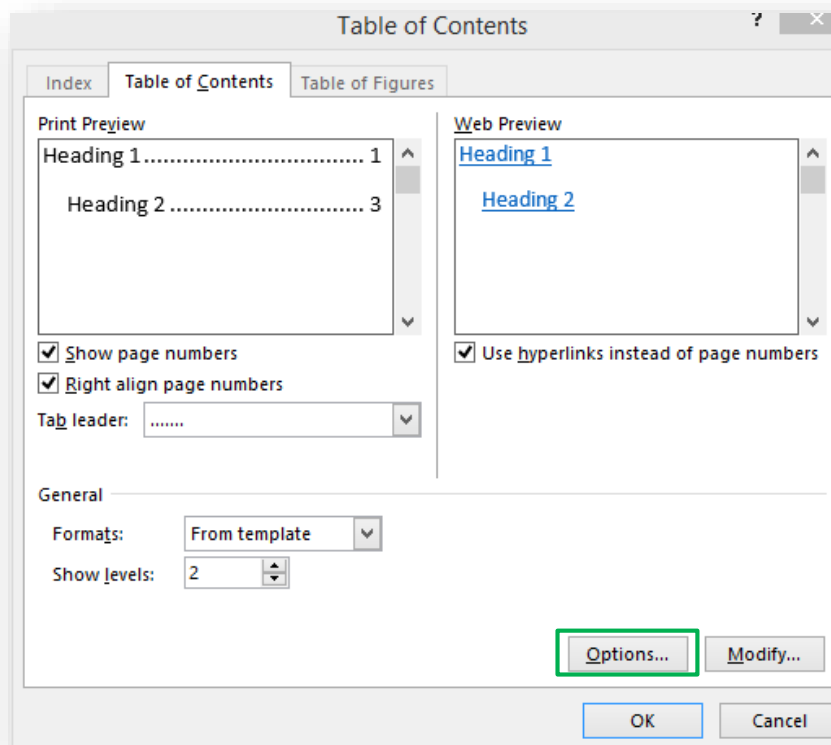 Table of Contents ?
Index Table of Contents Table of Figures
Print Preview
Heading 1.................................. 1
Heading 2 .............................. 3
Web Preview
Heading 1
Heading 2
Show page numbers
Right align page numbers
Tab leader: .......
Use hyperlinks instead of page numbers
General
Formats: From template
Show levels: 2
Options... Modify...
OK Cancel